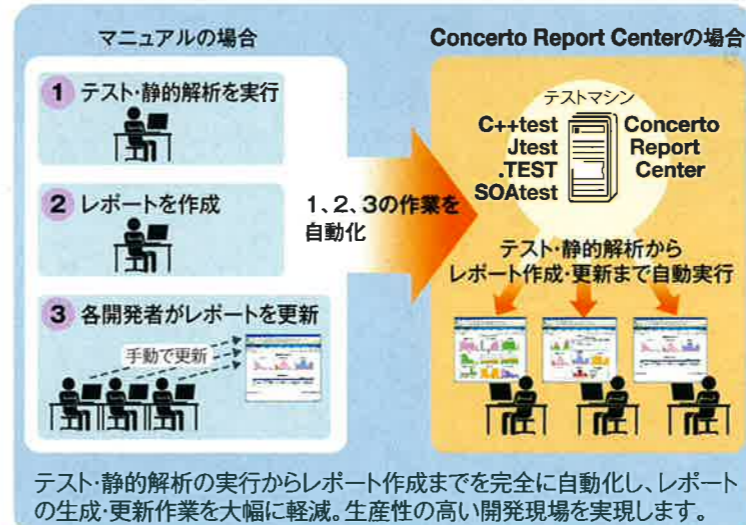 マニュアルの場合
1 テスト・静的解析を実行
2 レポートを作成
3 各開発者がレポートを更新
手動で更新
1、2、3の作業を
自動化
Concerto Report Centerの場合
テストマシン
C++test
Jtest
.TEST
SOAtest
Concerto
Report
Center
テスト・静的解析から
レポート作成・更新まで自動実行
テスト・静的解析の実行からレポート作成までを完全に自動化し、レポート
の生成・更新作業を大幅に軽減。生産性の高い開発現場を実現します。